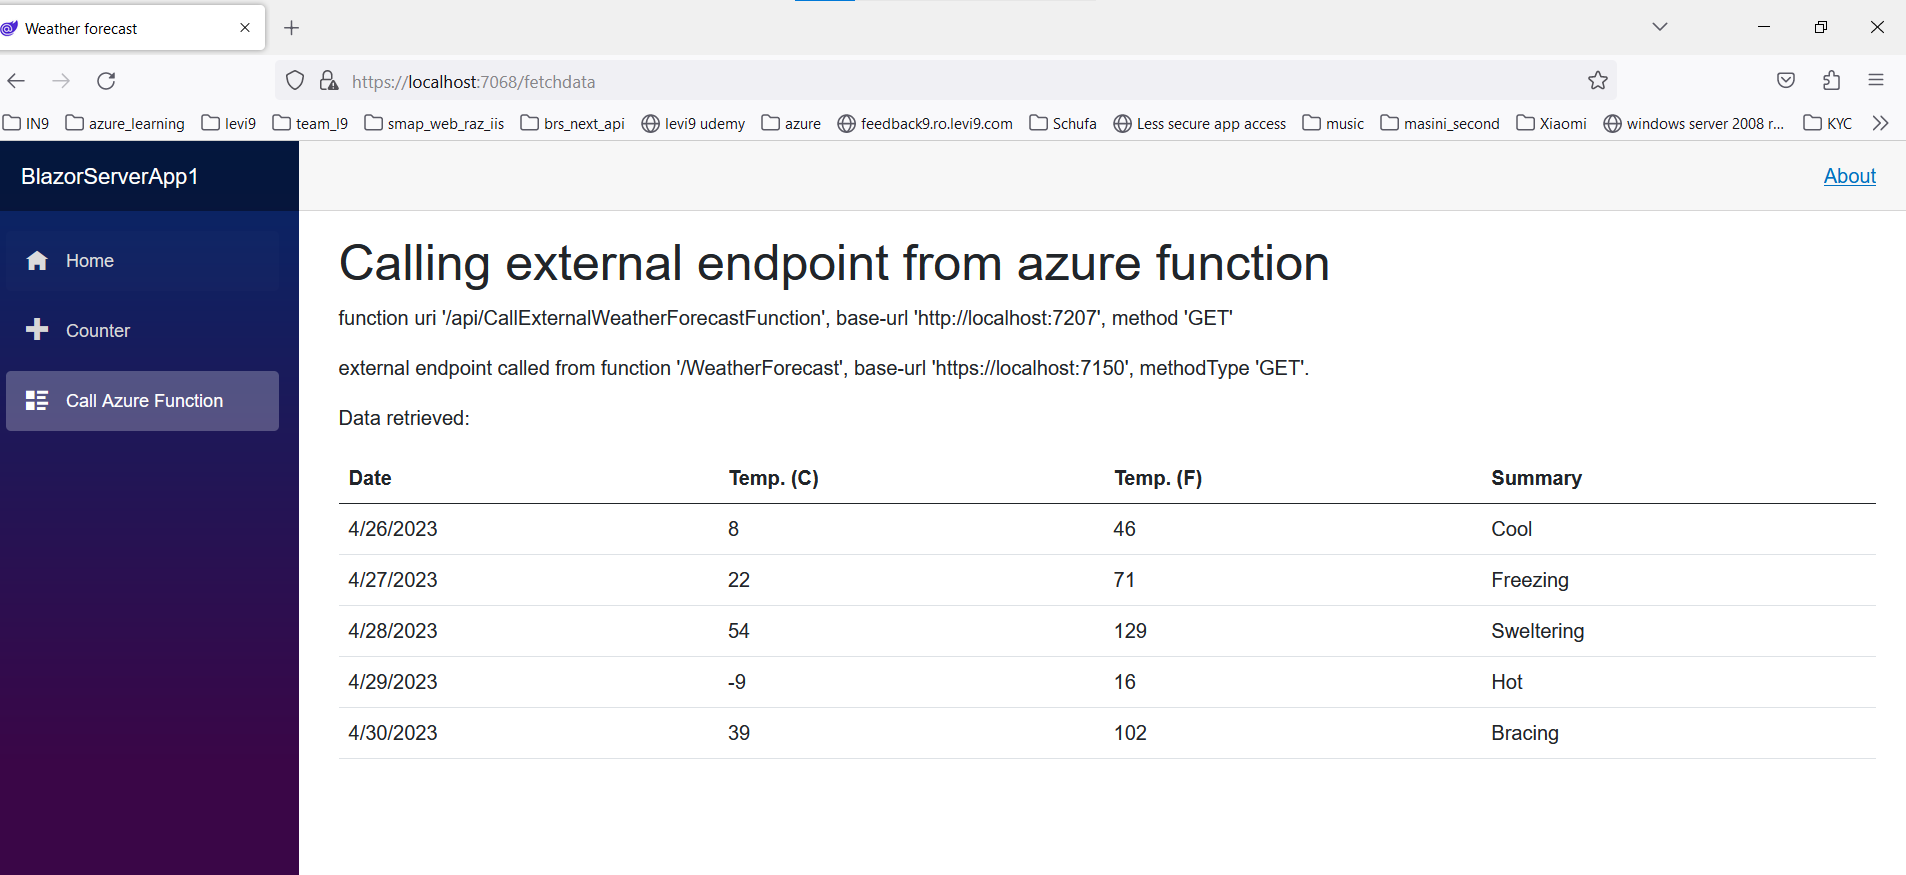 Weather forecast
https://localhost:7068/fetchdata
IN9 azure_learning levi9 team_l9 smap_web_raz_iis brs_next_api levi9 udemy azure feedback9.ro.levi9.com Schufa Less secure app access music masini_second Xiaomi windows server 2008 r... KYC
BlazorServerApp1
About
Home
Counter
Call Azure Function
Calling external endpoint from azure function
function uri '/api/CallExternalWeatherForecastFunction', base-url 'http://localhost:7207', method 'GET'
external endpoint called from function '/WeatherForecast', base-url 'https://localhost:7150', methodType 'GET'.
Data retrieved:
Date Temp. (C) Temp. (F) Summary
4/26/2023 8 46 Cool
4/27/2023 22 71 Freezing
4/28/2023 54 129 Sweltering
4/29/2023 -9 16 Hot
4/30/2023 39 102 Bracing